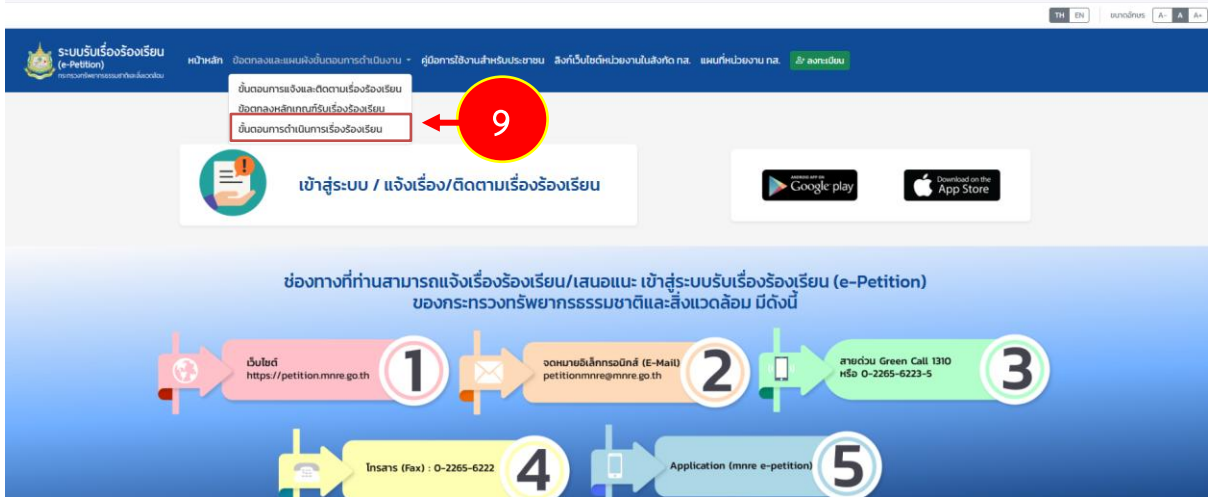 TH EN ขนาดอักษร A- A A+
ระบบรับเรื่องร้องเรียน
(e-Petition)
กระทรวงทรัพยากรธรรมชาติและสิ่งแวดล้อม
หน้าหลัก ข้อตกลงและแผนผังขั้นตอนการดำเนินงาน คู่มือการใช้งานสำหรับประชาชน ลิงก์เว็บไซต์หน่วยงานในสังกัด ทส. แผนที่หน่วยงาน ทส. ลงทะเบียน
ขั้นตอนการแจ้งและติดตามเรื่องร้องเรียน
ข้อตกลงหลักเกณฑ์รับเรื่องร้องเรียน
ขั้นตอนการดำเนินการเรื่องร้องเรียน
9
เข้าสู่ระบบ / แจ้งเรื่อง/ติดตามเรื่องร้องเรียน
ANDROID APP ON
Google play
Download on the
App Store
ช่องทางที่ท่านสามารถแจ้งเรื่องร้องเรียน/เสนอแนะ เข้าสู่ระบบรับเรื่องร้องเรียน (e-Petition)
ของกระทรวงทรัพยากรธรรมชาติและสิ่งแวดล้อม มีดังนี้
เว็บไซต์
https://petition.mnre.go.th
1
จดหมายอิเล็กทรอนิกส์ (E-Mail)
petitionmnre@mnre.go.th
2
สายด่วน Green Call 1310
หรือ 0-2265-6223-5
3
โทรสาร (Fax) : 0-2265-6222
4
Application (mnre e-petition)
5